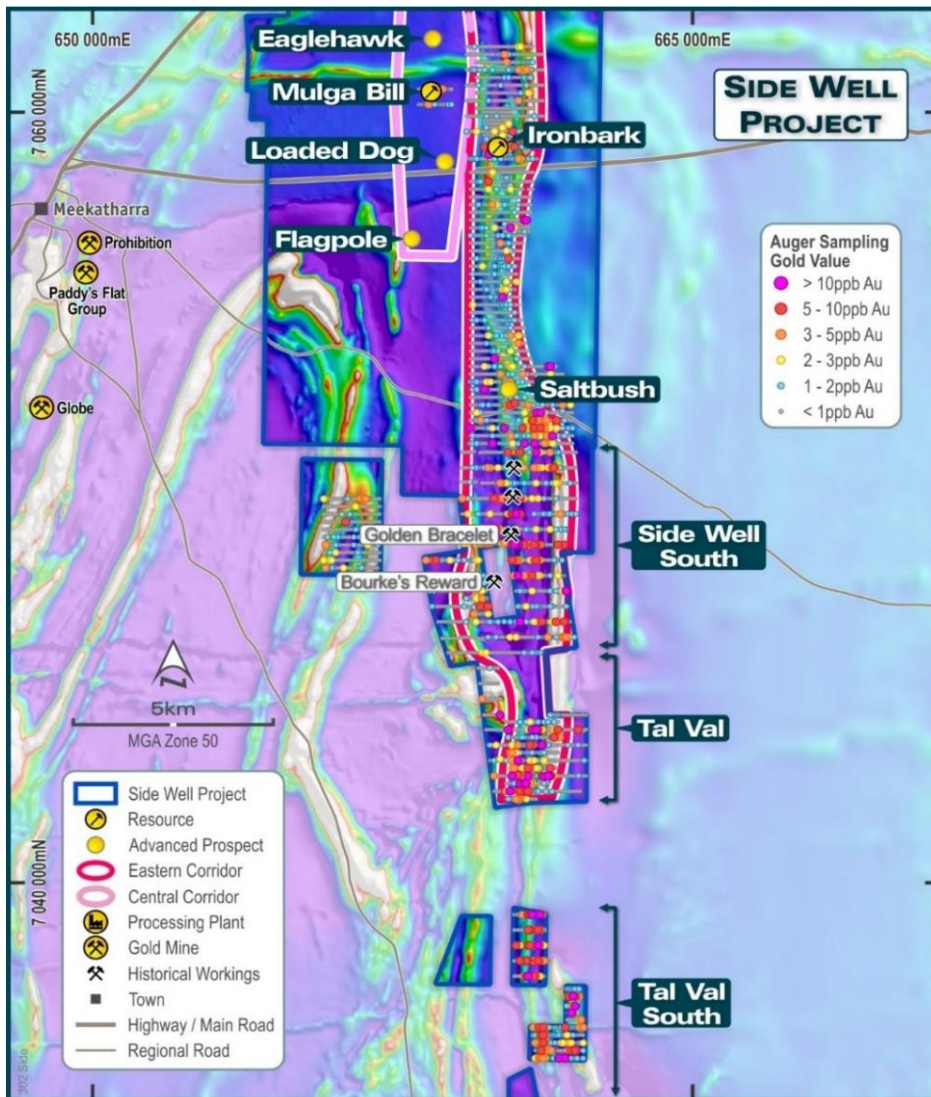 650 000mE
665 000mE
SIDE WELL
PROJECT
7 060 000mN
Eaglehawk
Mulga Bill
Ironbark
Loaded Dog
Meekatharra
Prohibition
Flagpole
Paddy's Flat
Group
Auger Sampling
Gold Value
> 10ppb Au
5 - 10ppb Au
3 - 5ppb Au
2 - 3ppb Au
1 - 2ppb Au
< 1ppb Au
Saltbush
Globe
Golden Bracelet
Side Well
South
Bourke's Reward
5km
MGA Zone 50
Tal Val
Side Well Project
Resource
Advanced Prospect
Eastern Corridor
Central Corridor
Processing Plant
Gold Mine
Historical Workings
Town
Highway / Main Road
Regional Road
7 040 000mN
Tal Val
South
302 Side